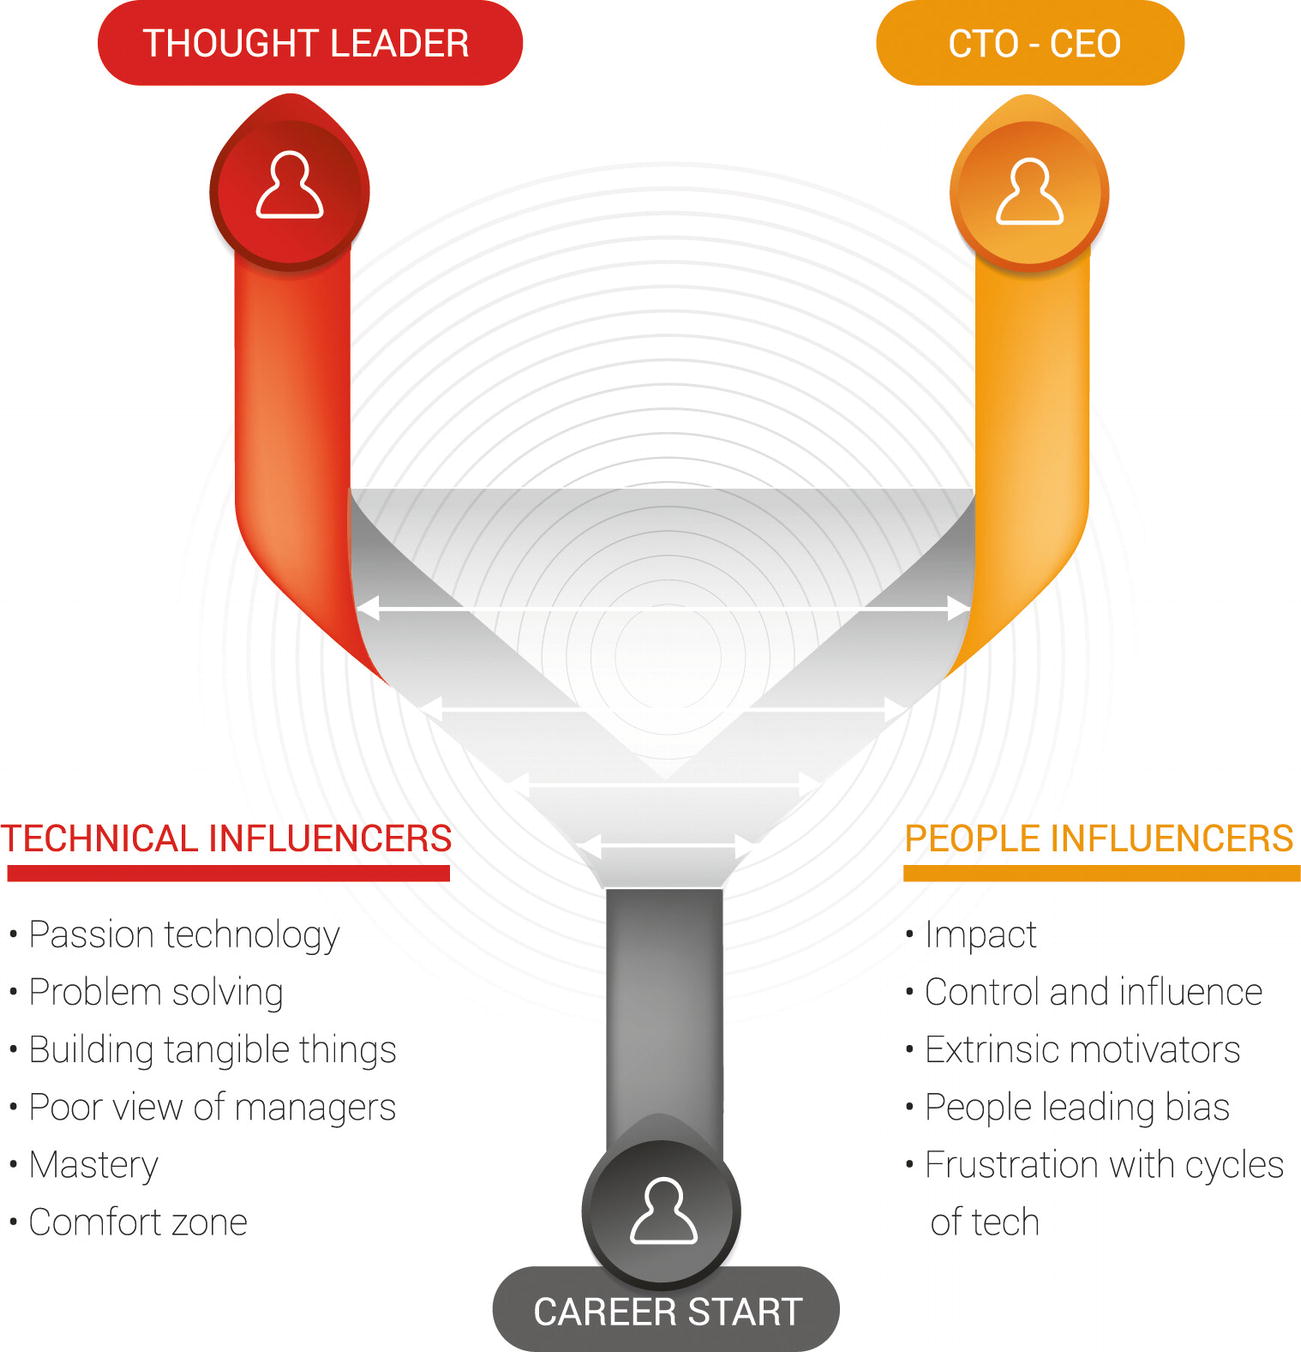 THOUGHT LEADER
CTO - CEO
TECHNICAL INFLUENCERS
• Passion technology
• Problem solving
• Building tangible things
• Poor view of managers
• Mastery
• Comfort zone
PEOPLE INFLUENCERS
• Impact
• Control and influence
• Extrinsic motivators
• People leading bias
• Frustration with cycles
of tech
CAREER START